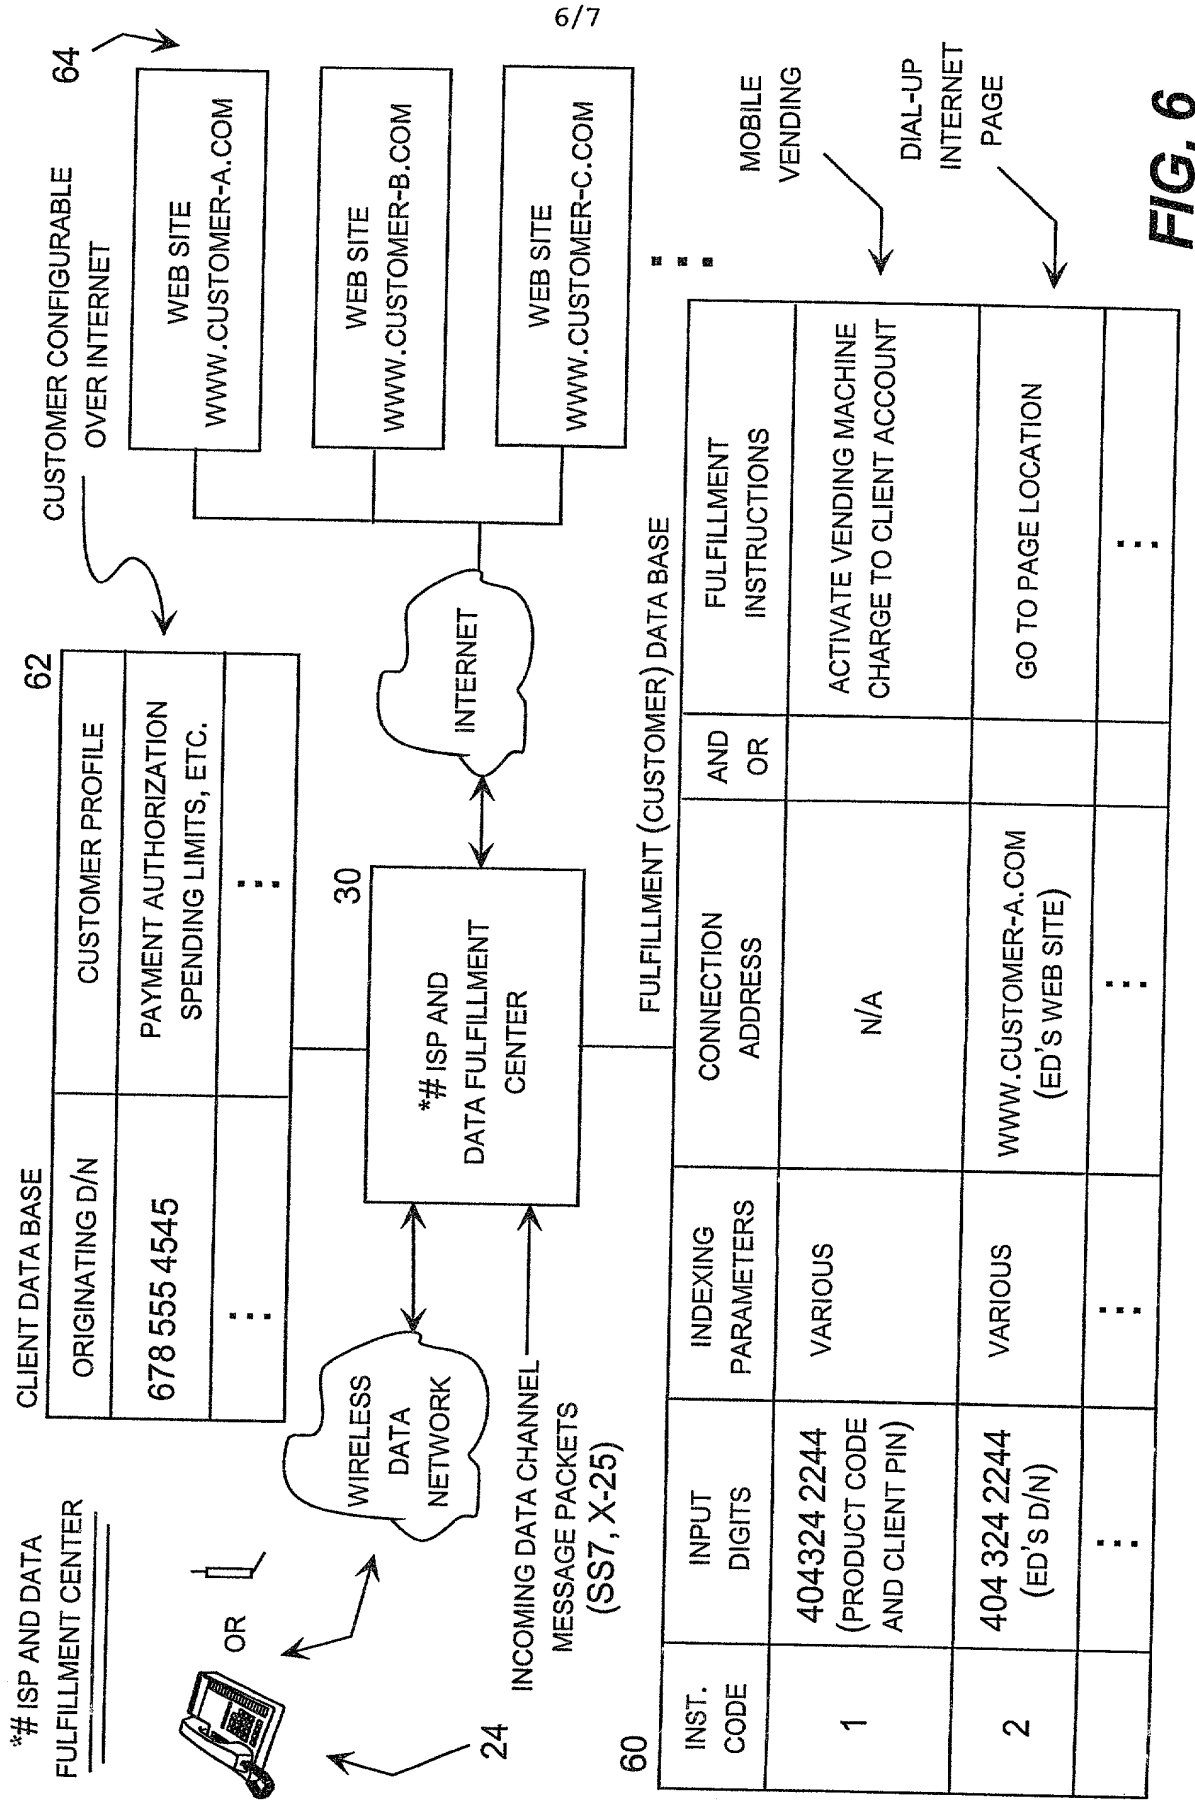 6/7
*# ISP AND DATA
FULFILLMENT CENTER
OR
24
CLIENT DATA BASE
62
ORIGINATING D/N
CUSTOMER PROFILE
678 555 4545
PAYMENT AUTHORIZATION
SPENDING LIMITS, ETC.
CUSTOMER CONFIGURABLE
OVER INTERNET
64
WEB SITE
WWW.CUSTOMER-A.COM
WEB SITE
WWW.CUSTOMER-B.COM
WEB SITE
WWW.CUSTOMER-C.COM
WIRELESS
DATA
NETWORK
30
*# ISP AND
DATA FULFILLMENT
CENTER
INTERNET
INCOMING DATA CHANNEL
MESSAGE PACKETS
(SS7, X-25)
60
FULFILLMENT (CUSTOMER) DATA BASE
INST.
CODE
INPUT
DIGITS
INDEXING
PARAMETERS
CONNECTION
ADDRESS
AND
OR
FULFILLMENT
INSTRUCTIONS
1
404324 2244
(PRODUCT CODE
AND CLIENT PIN)
VARIOUS
N/A
ACTIVATE VENDING MACHINE
CHARGE TO CLIENT ACCOUNT
2
404 324 2244
(ED'S D/N)
VARIOUS
WWW.CUSTOMER-A.COM
(ED'S WEB SITE)
GO TO PAGE LOCATION
MOBILE
VENDING
DIAL-UP
INTERNET
PAGE
FIG. 6